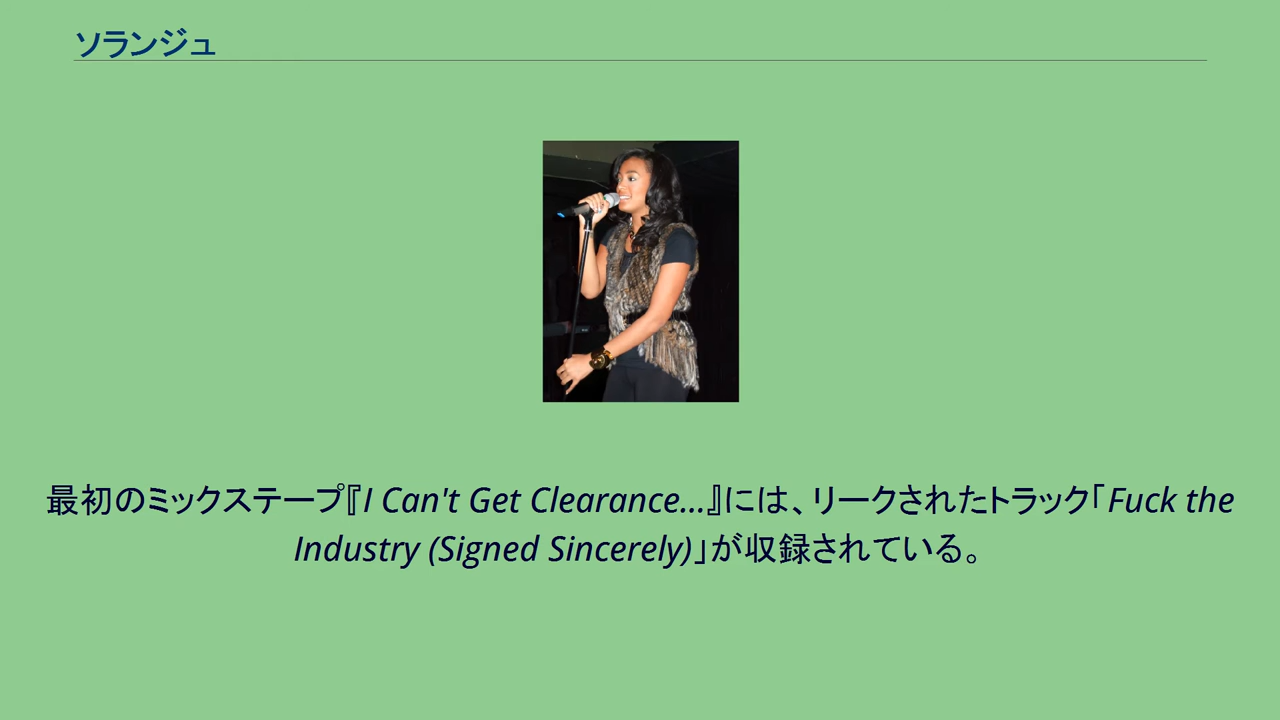 ソランジュ
最初のミックステープ『I Can't Get Clearance...』には、リークされたトラック「Fuck the
Industry (Signed Sincerely)」が収録されている。